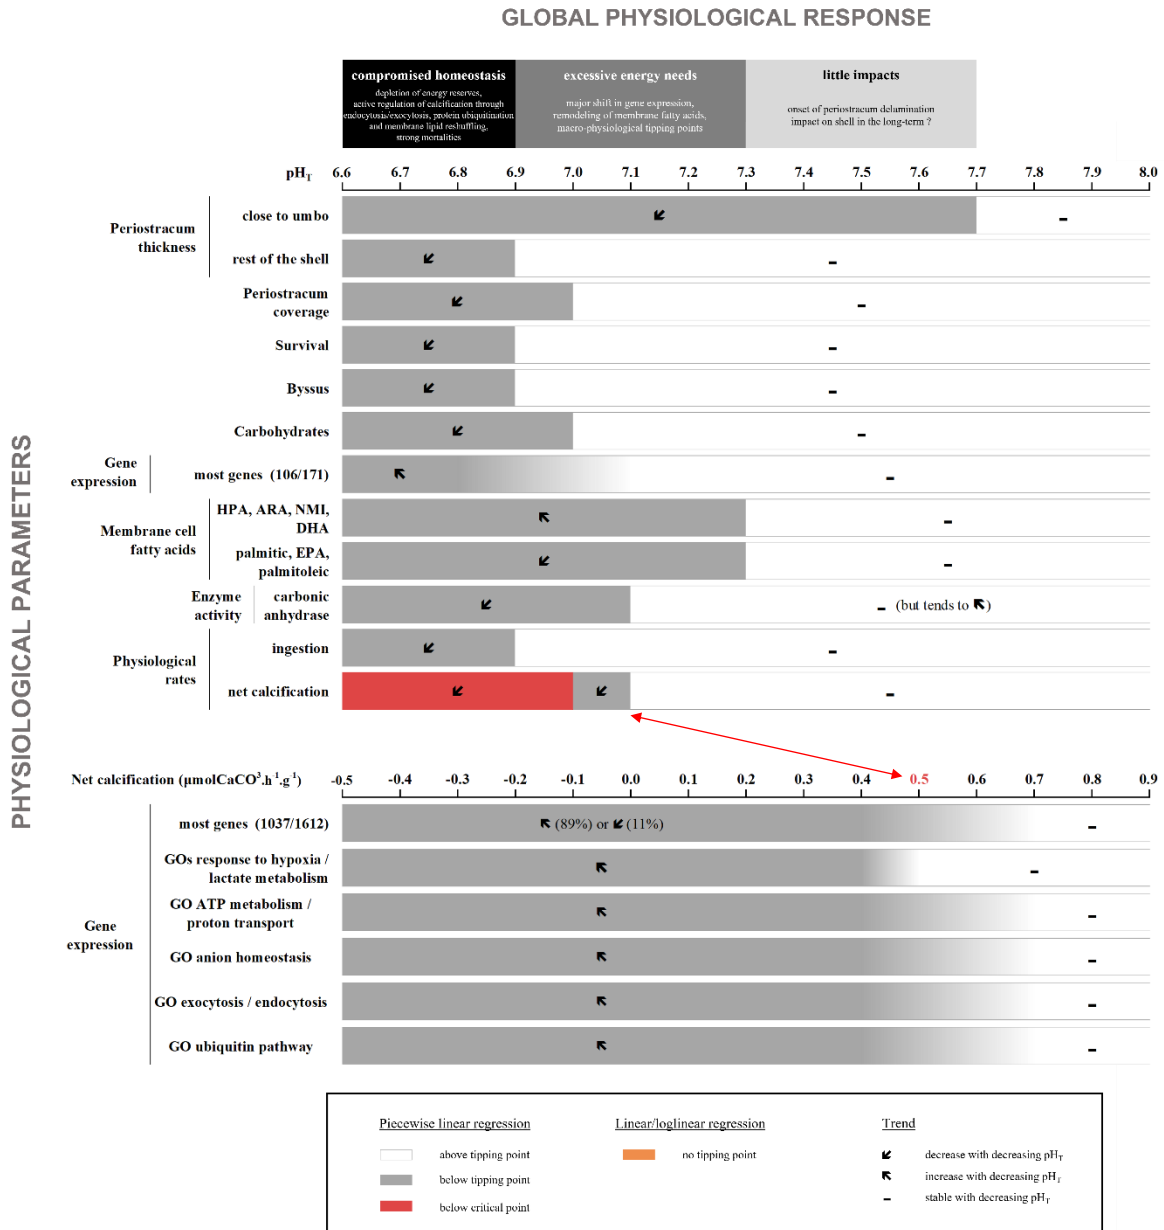 GLOBAL PHYSIOLOGICAL RESPONSE
compromised homeostasis
depletion of energy reserves,
active regulation of calcification through
endocytosis/exocytosis, protein ubiquitination
and membrane lipid reshuffling,
strong mortalities
excessive energy needs
major shift in gene expression,
remodeling of membrane fatty acids,
macro-physiological tipping points
little impacts
onset of periostracum delamination
impact on shell in the long-term ?
pHT 6.6 6.7 6.8 6.9 7.0 7.1 7.2 7.3 7.4 7.5 7.6 7.7 7.8 7.9 8.0
PHYSIOLOGICAL PARAMETERS
Periostracum
thickness
close to umbo
rest of the shell
Periostracum
coverage
Survival
Byssus
Carbohydrates
Gene
expression
most genes (106/171)
Membrane cell
fatty acids
HPA, ARA, NMI,
DHA
palmitic, EPA,
palmitoleic
Enzyme
activity
carbonic
anhydrase
(but tends to ↖)
Physiological
rates
ingestion
net calcification
Net calcification (µmolCaCO³.h⁻¹.g⁻¹) -0.5 -0.4 -0.3 -0.2 -0.1 0.0 0.1 0.2 0.3 0.4 0.5 0.6 0.7 0.8 0.9
Gene
expression
most genes (1037/1612)
↖ (89%) or ↙ (11%)
GOs response to hypoxia /
lactate metabolism
GO ATP metabolism /
proton transport
GO anion homeostasis
GO exocytosis / endocytosis
GO ubiquitin pathway
Piecewise linear regression
above tipping point
below tipping point
below critical point
Linear/loglinear regression
no tipping point
Trend
decrease with decreasing pHT
increase with decreasing pHT
stable with decreasing pHT